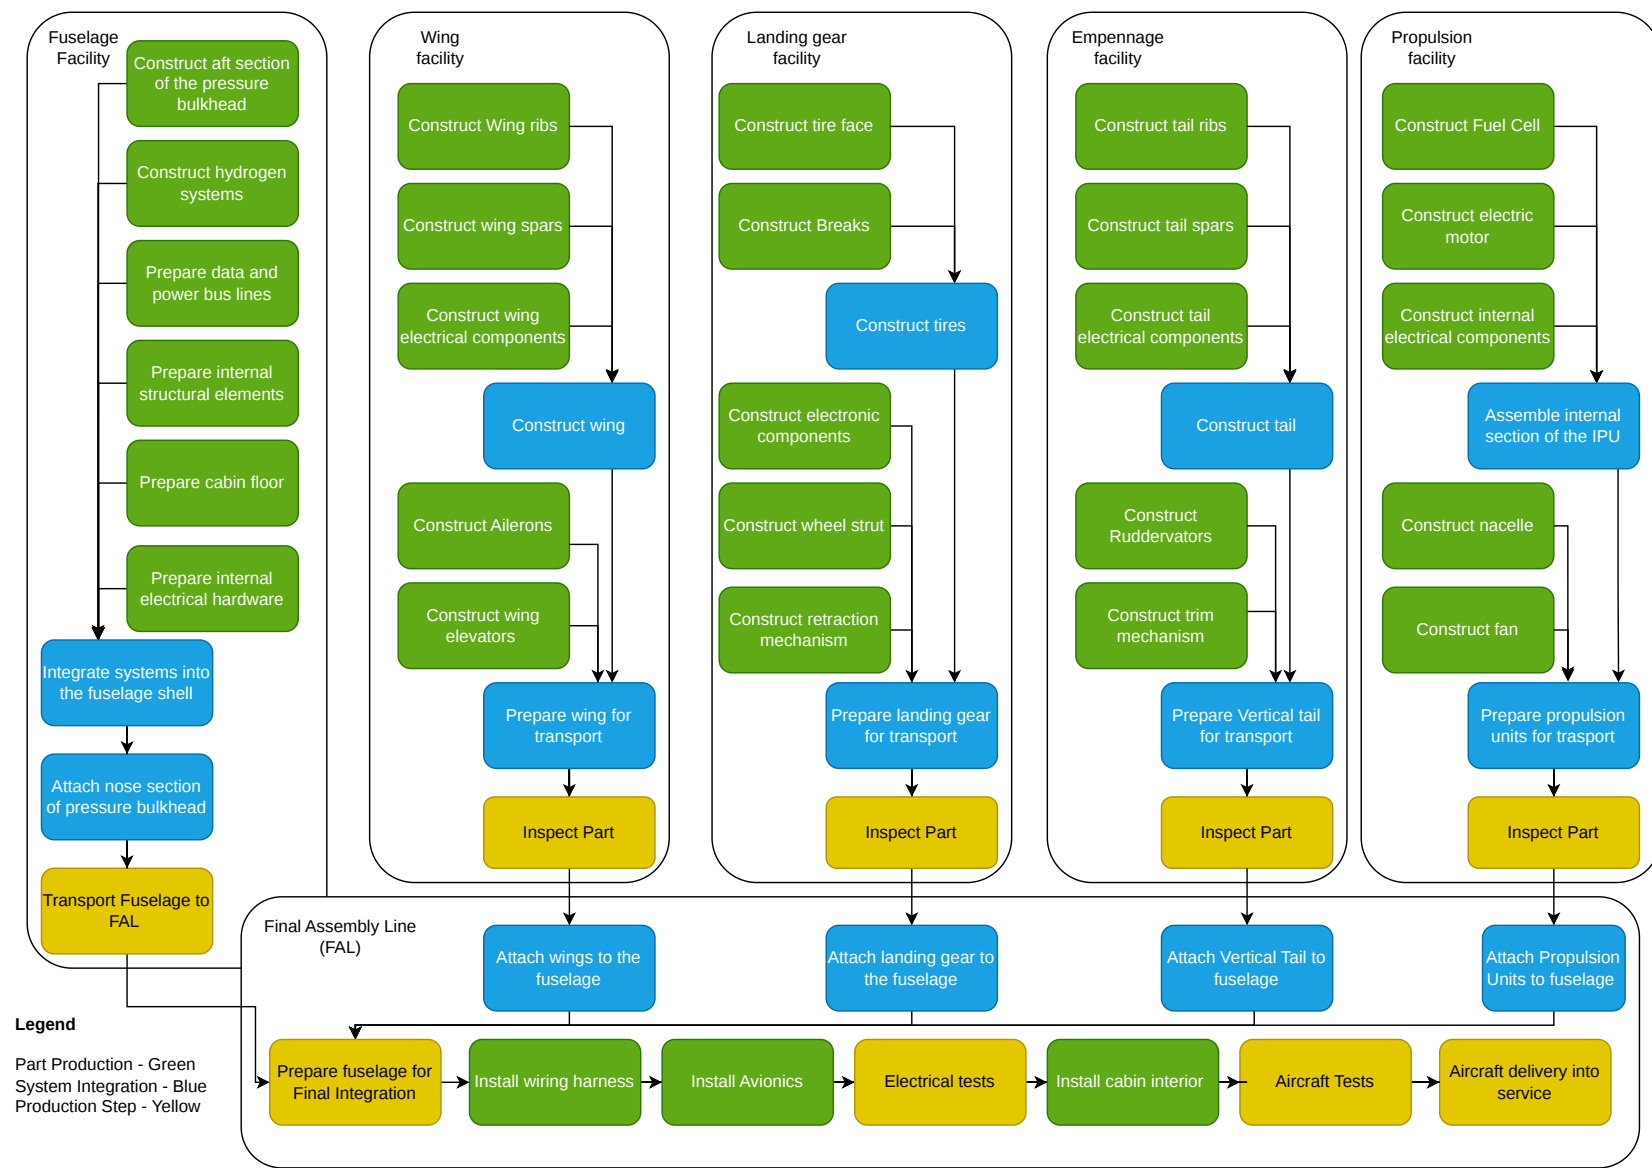 Fuselage
Facility
Construct aft section
of the pressure
bulkhead
Construct hydrogen
systems
Prepare data and
power bus lines
Prepare internal
structural elements
Prepare cabin floor
Prepare internal
electrical hardware
Integrate systems into
the fuselage shell
Attach nose section
of pressure bulkhead
Transport Fuselage to
FAL
Wing
facility
Construct Wing ribs
Construct wing spars
Construct wing
electrical components
Construct wing
Construct Ailerons
Construct wing
elevators
Prepare wing for
transport
Inspect Part
Landing gear
facility
Construct tire face
Construct Breaks
Construct tires
Construct electronic
components
Construct wheel strut
Construct retraction
mechanism
Prepare landing gear
for transport
Inspect Part
Empennage
facility
Construct tail ribs
Construct tail spars
Construct tail
electrical components
Construct tail
Construct
Ruddervators
Construct trim
mechanism
Prepare Vertical tail
for transport
Inspect Part
Propulsion
facility
Construct Fuel Cell
Construct electric
motor
Construct internal
electrical components
Assemble internal
section of the IPU
Construct nacelle
Construct fan
Prepare propulsion
units for trasport
Inspect Part
Final Assembly Line
(FAL)
Attach wings to the
fuselage
Attach landing gear to
the fuselage
Attach Vertical Tail to
fuselage
Attach Propulsion
Units to fuselage
Prepare fuselage for
Final Integration
Install wiring harness
Install Avionics
Electrical tests
Install cabin interior
Aircraft Tests
Aircraft delivery into
service
Legend
Part Production - Green
System Integration - Blue
Production Step - Yellow